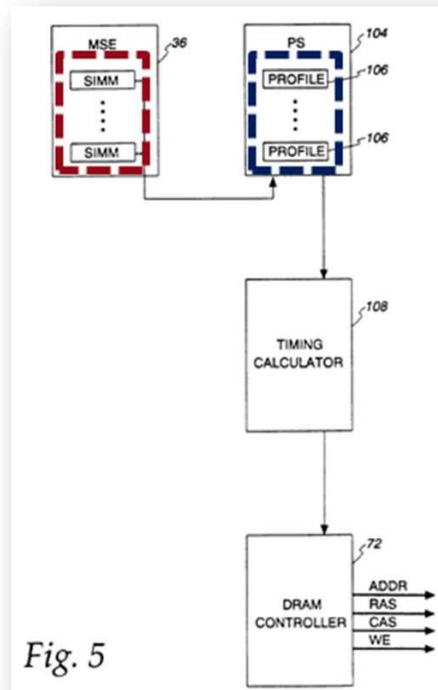 MSE
36
SIMM
SIMM
PS
104
PROFILE
106
PROFILE
106
TIMING
CALCULATOR
108
DRAM
CONTROLLER
72
ADDR
RAS
CAS
WE
Fig. 5